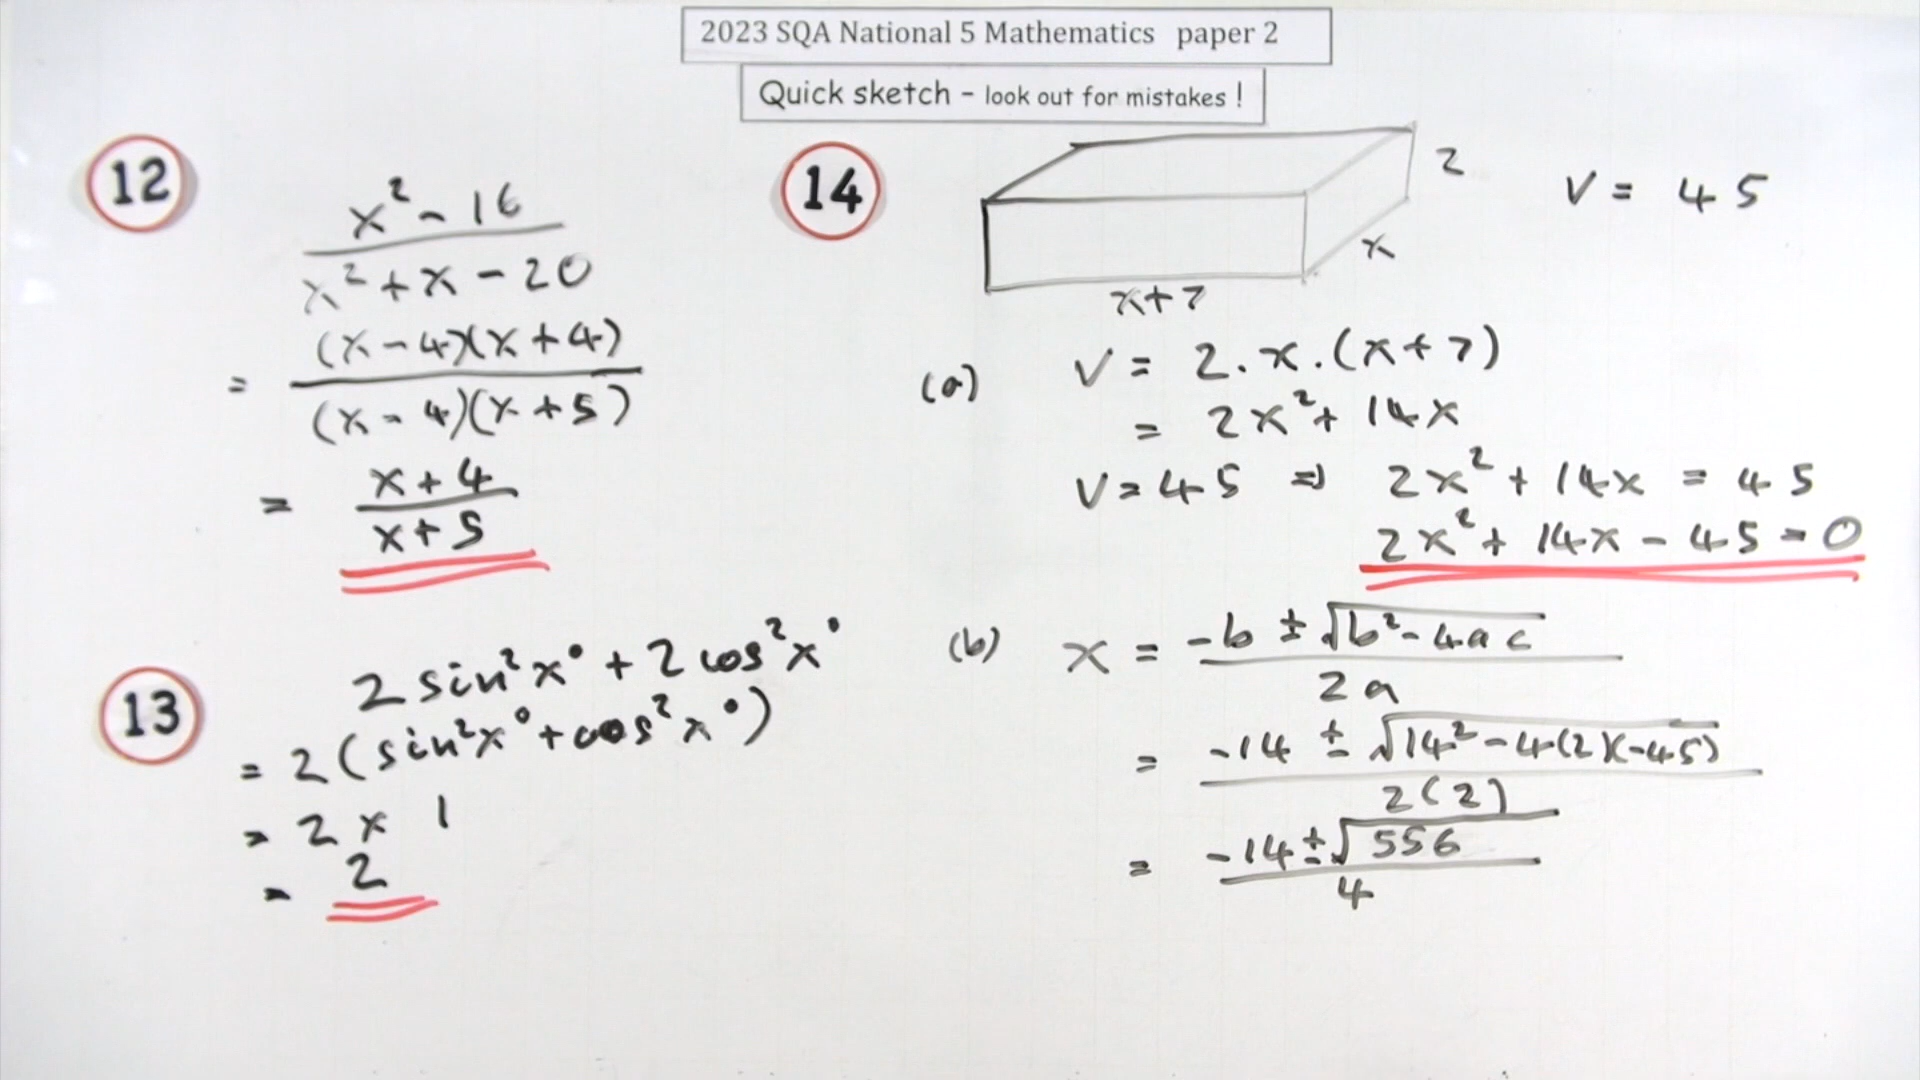 2023 SQA National 5 Mathematics paper 2
Quick sketch – look out for mistakes !
12
x² - 16
x² + x - 20
= (x - 4)(x + 4)
(x - 4)(x + 5)
= x + 4
x + 5
13
2 sin²x° + 2 cos²x°
= 2 (sin²x° + cos²x°)
= 2 x 1
= 2
14
2
x
x + 7
V = 45
(a) V = 2 . x . (x + 7)
= 2x² + 14x
V = 45 ⇒ 2x² + 14x = 45
2x² + 14x - 45 = 0
(b) x = -b ± √b² - 4ac
2a
= -14 ± √14² - 4(2)(-45)
2(2)
= -14 ± √556
4